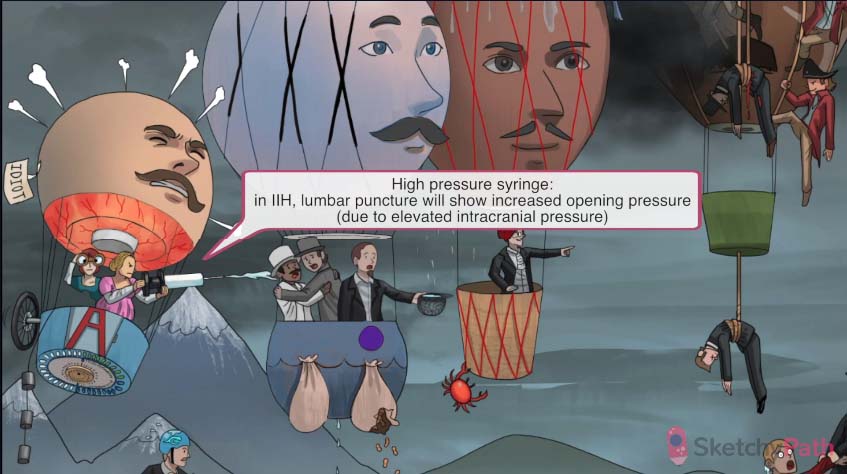 IDIOT
High pressure syringe:
in IIH, lumbar puncture will show increased opening pressure
(due to elevated intracranial pressure)
A
SketchyPath